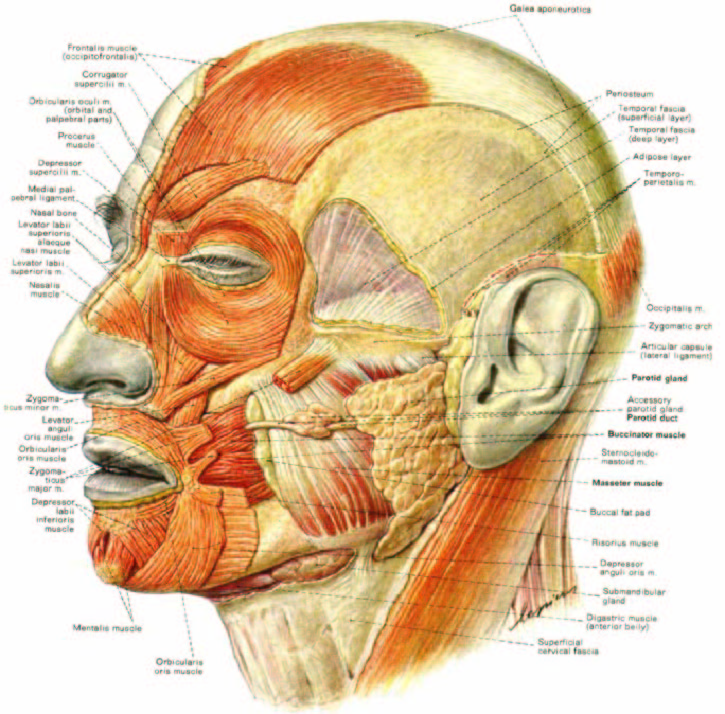 Galea aponeurotica
Frontalis muscle
(occipitofrontalis)
Corrugator
supercilii m.
Orbicularis oculi m.
(orbital and
palpebral parts)
Procerus
muscle
Depressor
supercilii m.
Medial pal-
pebral ligament
Nasal bone
Levator labii
superioris
alaeque
nasi muscle
Levator labii
superioris m.
Nasalis
muscle
Zygoma-
ticus minor m.
Levator
anguli
oris muscle
Orbicularis
oris muscle
Zygoma-
ticus
major m.
Depressor
labii
inferioris
muscle
Mentalis muscle
Orbicularis
oris muscle
Periosteum
Temporal fascia
(superficial layer)
Temporal fascia
(deep layer)
Adipose layer
Temporo-
parietalis m.
Occipitalis m.
Zygomatic arch
Articular capsule
(lateral ligament)
Parotid gland
Accessory
parotid gland
Parotid duct
Buccinator muscle
Sternocleido-
mastoid m.
Masseter muscle
Buccal fat pad
Risorius muscle
Depressor
anguli oris m.
Submandibular
gland
Digastric muscle
(anterior belly)
Superficial
cervical fascia